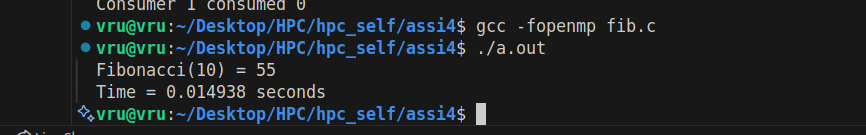 Consumer 1 consumed 0
vru@vru:~/Desktop/HPC/hpc_self/assi4$ gcc -fopenmp fib.c
vru@vru:~/Desktop/HPC/hpc_self/assi4$ ./a.out
Fibonacci(10) = 55
Time = 0.014938 seconds
vru@vru:~/Desktop/HPC/hpc_self/assi4$